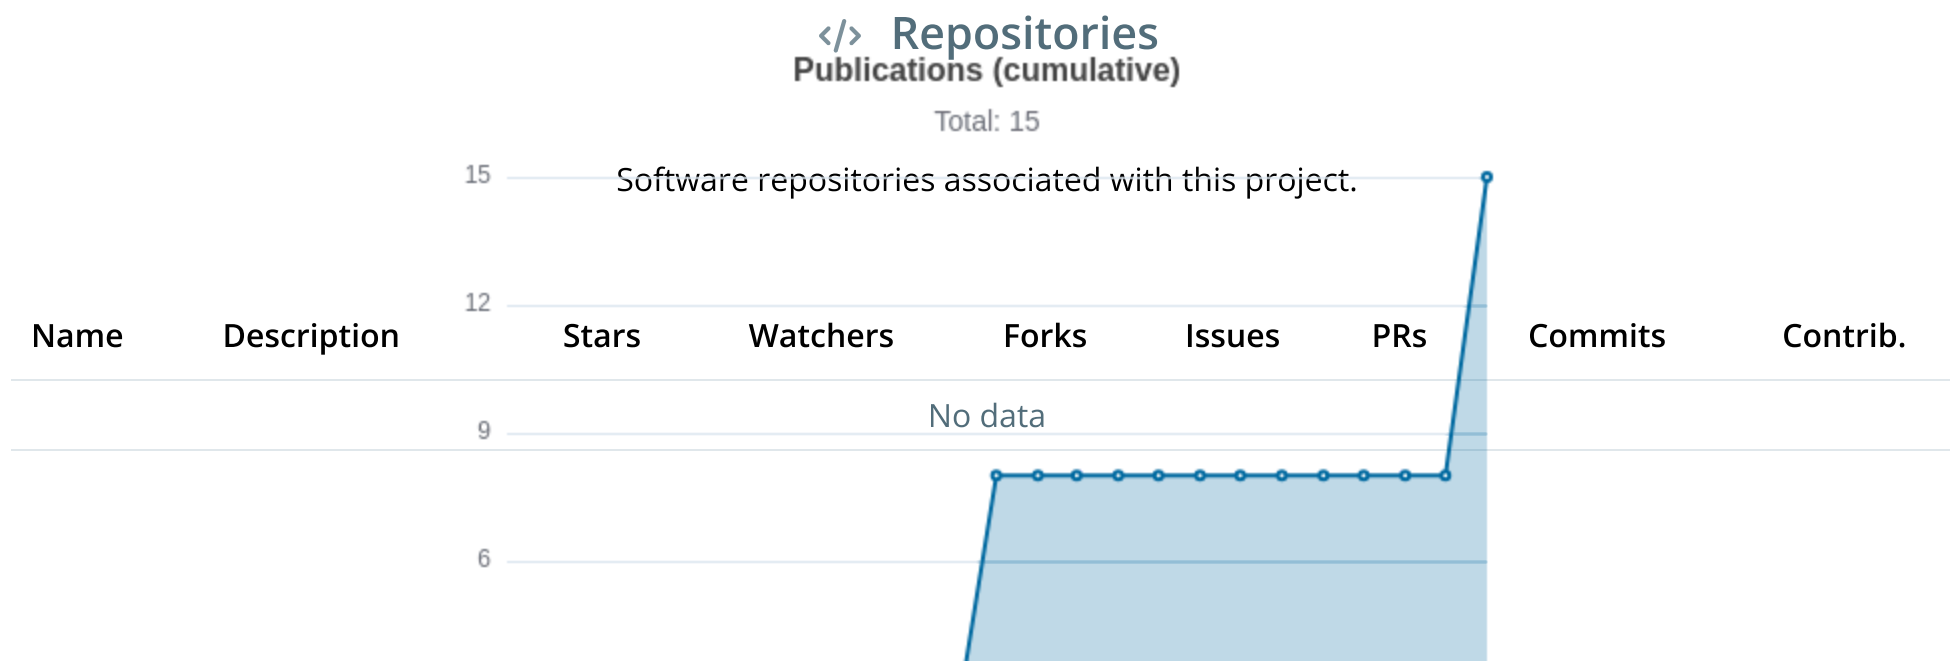 </> Repositories
Publications (cumulative)
Total: 15
15
Software repositories associated with this project.
12
Name Description Stars Watchers Forks Issues PRs Commits Contrib.
No data
9
6